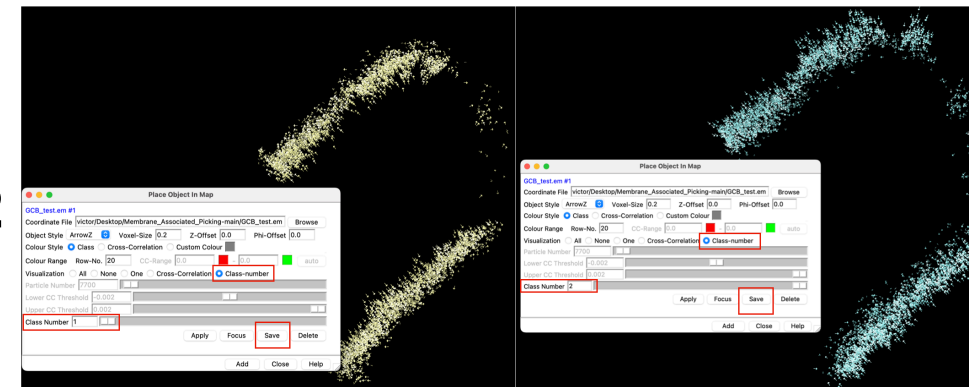 Place Object In Map
GCB_test.em #1
Coordinate File victor/Desktop/Membrane_Associated_Picking-main/GCB_test.em Browse
Object Style ArrowZ Voxel-Size 0.2 Z-Offset 0.0 Phi-Offset 0.0
Colour Style Class Cross-Correlation Custom Colour
Colour Range Row-No. 20 CC-Range 0.0 - 0.0 auto
Visualization All None One Cross-Correlation Class-number
Particle Number 7700
Lower CC Threshold -0.002
Upper CC Threshold 0.002
Class Number 1
Apply Focus Save Delete
Add Close Help
Place Object In Map
GCB_test.em #1
Coordinate File victor/Desktop/Membrane_Associated_Picking-main/GCB_test.em Browse
Object Style ArrowZ Voxel-Size 0.2 Z-Offset 0.0 Phi-Offset 0.0
Colour Style Class Cross-Correlation Custom Colour
Colour Range Row-No. 20 CC-Range 0.0 - 0.0 auto
Visualization All None One Cross-Correlation Class-number
Particle Number 7700
Lower CC Threshold -0.002
Upper CC Threshold 0.002
Class Number 2
Apply Focus Save Delete
Add Close Help